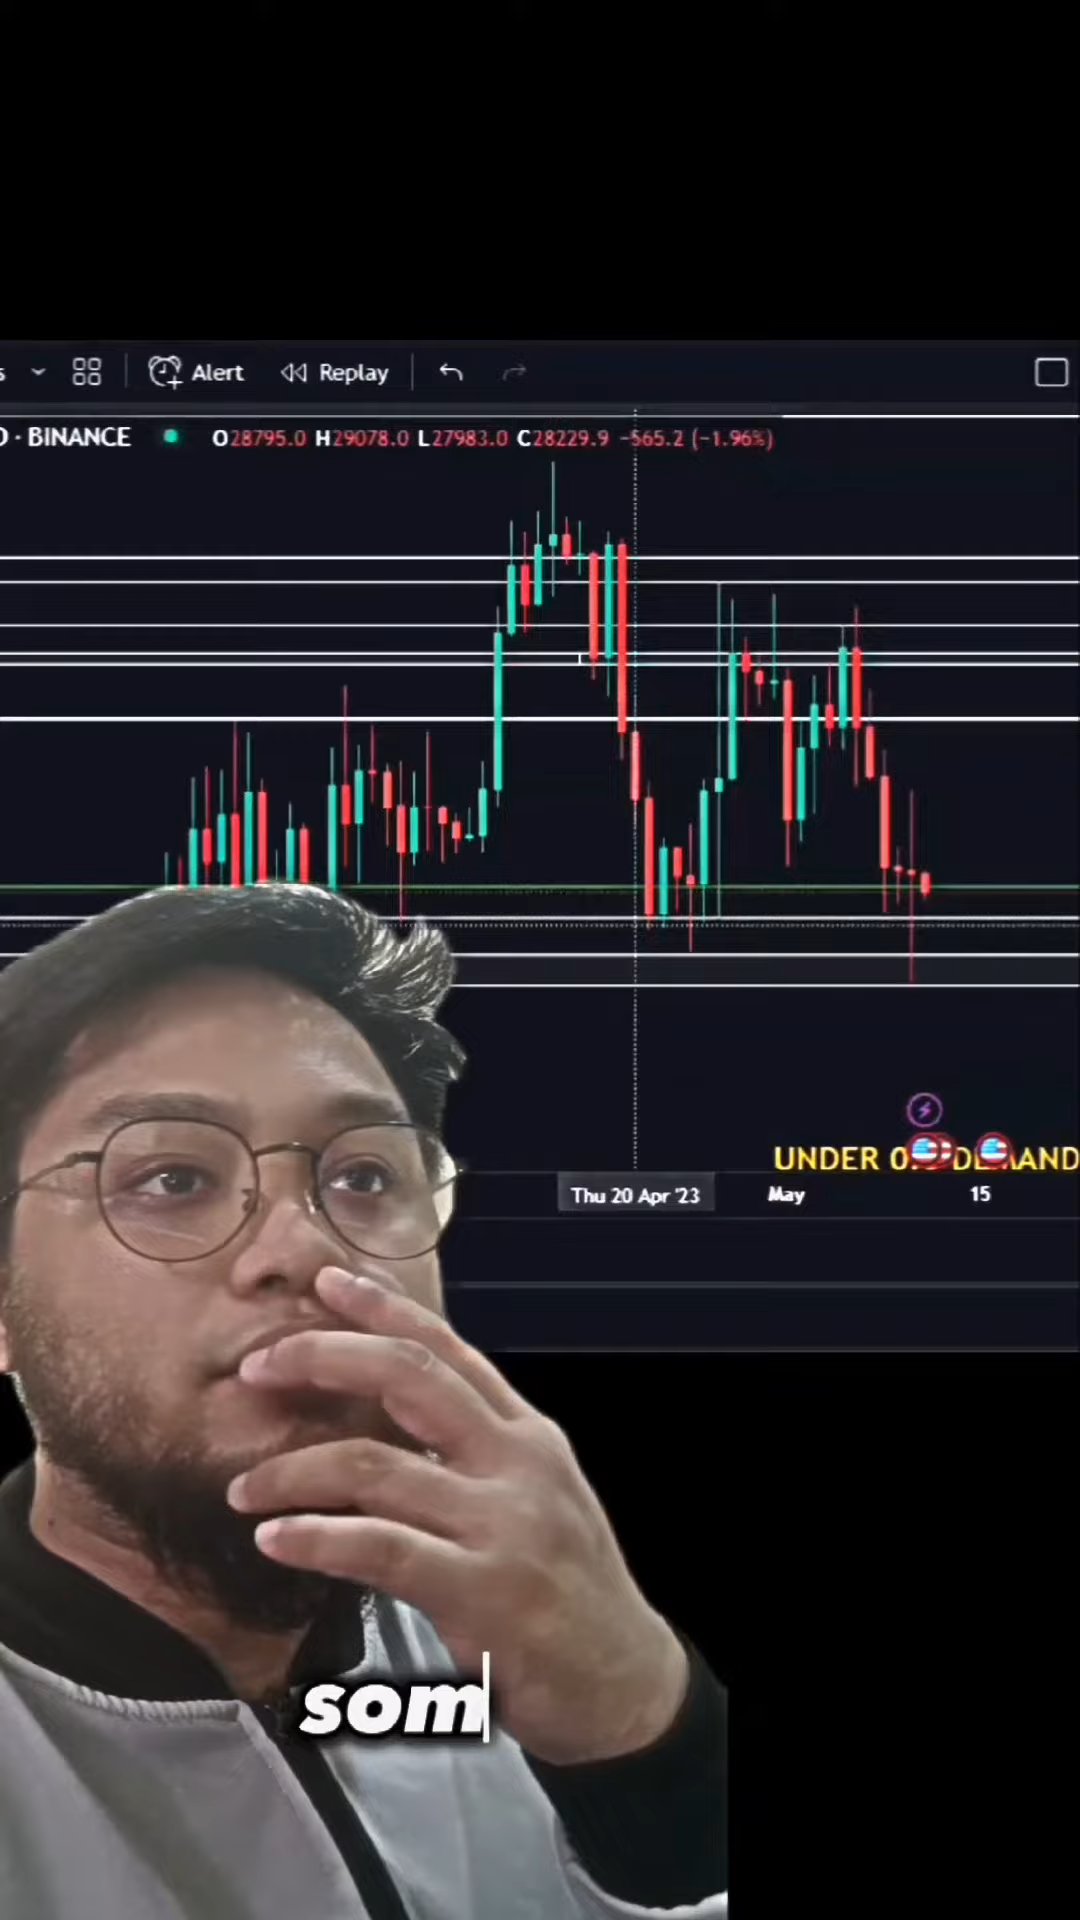 Alert Replay
· BINANCE O28795.0 H29078.0 L27983.0 C28229.9 −565.2 (−1.96%)
UNDER
Thu 20 Apr '23 May 15
som